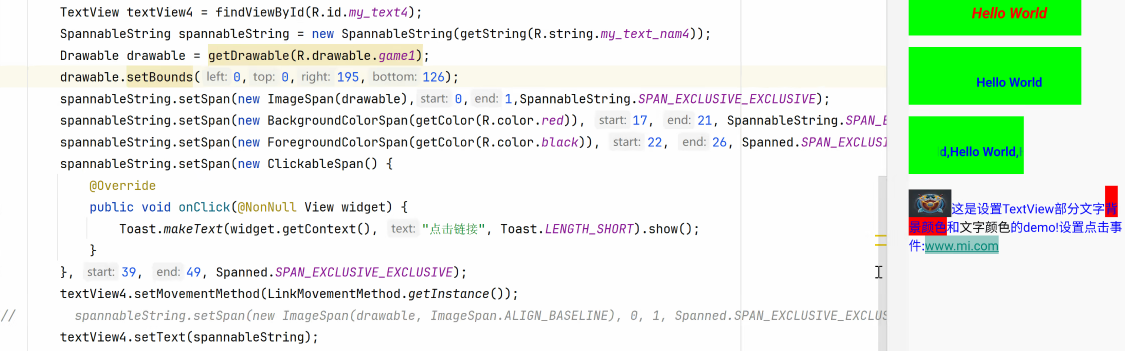 TextView textView4 = findViewById(R.id.my_text4);
SpannableString spannableString = new SpannableString(getString(R.string.my_text_nam4));
Drawable drawable = getDrawable(R.drawable.game1);
drawable.setBounds( left: 0, top: 0, right: 195, bottom: 126);
spannableString.setSpan(new ImageSpan(drawable), start: 0, end: 1,SpannableString.SPAN_EXCLUSIVE_EXCLUSIVE);
spannableString.setSpan(new BackgroundColorSpan(getColor(R.color.red)), start: 17, end: 21, SpannableString.SPAN_E
spannableString.setSpan(new ForegroundColorSpan(getColor(R.color.black)), start: 22, end: 26, Spanned.SPAN_EXCLUSI
spannableString.setSpan(new ClickableSpan() {
@Override
public void onClick(@NonNull View widget) {
Toast.makeText(widget.getContext(), text: "点击链接", Toast.LENGTH_SHORT).show();
}
}, start: 39, end: 49, Spanned.SPAN_EXCLUSIVE_EXCLUSIVE);
textView4.setMovementMethod(LinkMovementMethod.getInstance());
// spannableString.setSpan(new ImageSpan(drawable, ImageSpan.ALIGN_BASELINE), 0, 1, Spanned.SPAN_EXCLUSIVE_EXCLUS
textView4.setText(spannableString);
Hello World
Hello World
d,Hello World,H
这是设置TextView部分文字背
景颜色和文字颜色的demo!设置点击事
件:www.mi.com